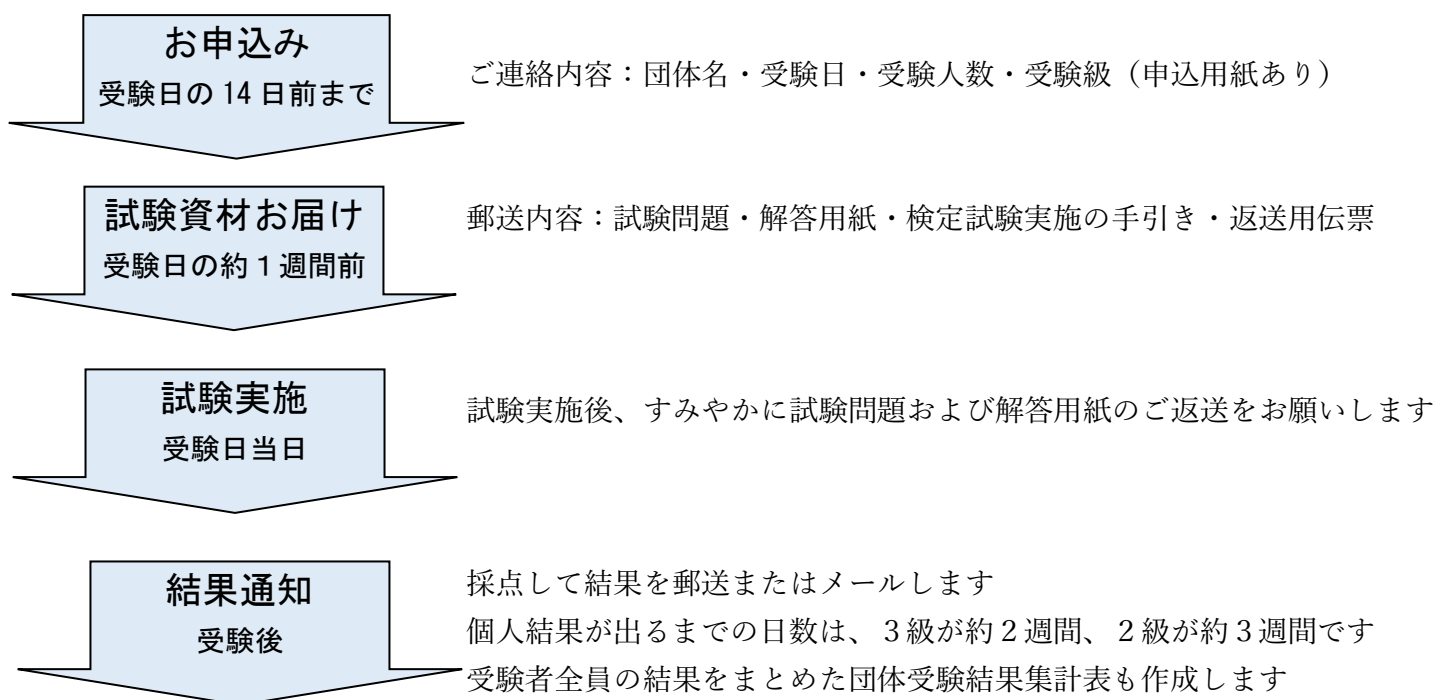 お申込み
受験日の 14 日前まで
ご連絡内容：団体名・受験日・受験人数・受験級（申込用紙あり）
試験資材お届け
受験日の約１週間前
郵送内容：試験問題・解答用紙・検定試験実施の手引き・返送用伝票
試験実施
受験日当日
試験実施後、すみやかに試験問題および解答用紙のご返送をお願いします
結果通知
受験後
採点して結果を郵送またはメールします
個人結果が出るまでの日数は、３級が約２週間、２級が約３週間です
受験者全員の結果をまとめた団体受験結果集計表も作成します